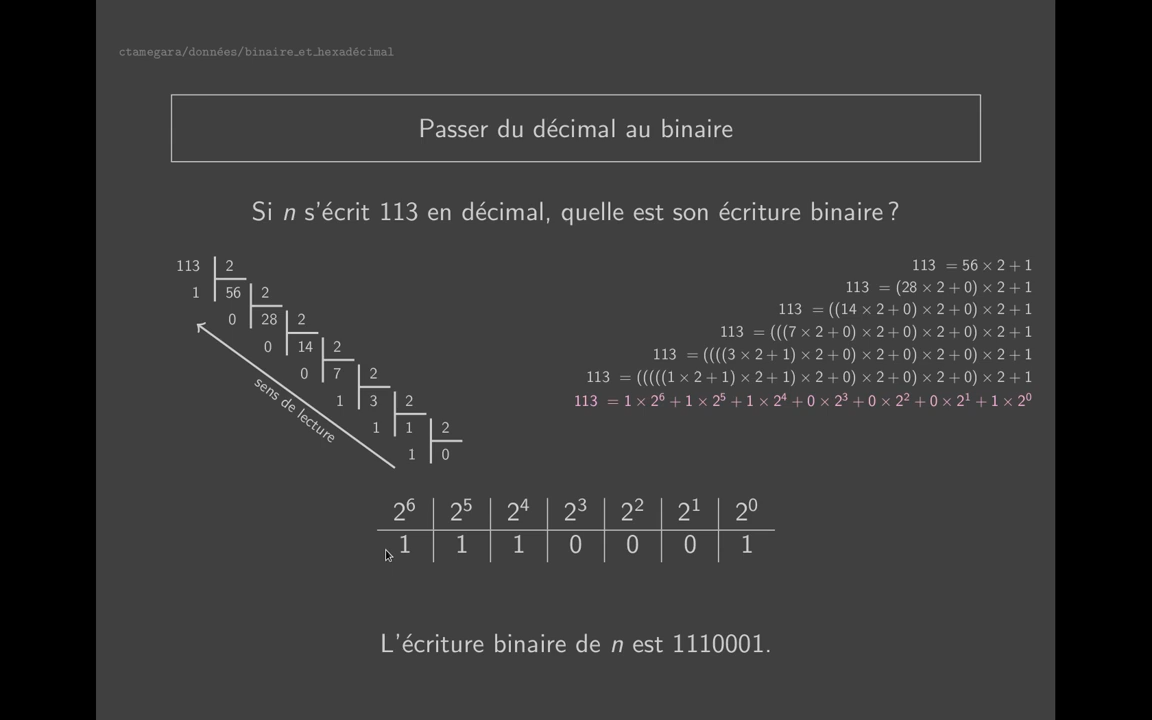 ctamegara/données/binaire_et_hexadécimal
Passer du décimal au binaire
Si n s'écrit 113 en décimal, quelle est son écriture binaire ?
113 2
1 56 2
0 28 2
0 14 2
0 7 2
1 3 2
1 1 2
1 0
sens de lecture
113 = 56 × 2 + 1
113 = (28 × 2 + 0) × 2 + 1
113 = ((14 × 2 + 0) × 2 + 0) × 2 + 1
113 = (((7 × 2 + 0) × 2 + 0) × 2 + 0) × 2 + 1
113 = ((((3 × 2 + 1) × 2 + 0) × 2 + 0) × 2 + 0) × 2 + 1
113 = (((((1 × 2 + 1) × 2 + 1) × 2 + 0) × 2 + 0) × 2 + 0) × 2 + 1
113 = 1 × 2⁶ + 1 × 2⁵ + 1 × 2⁴ + 0 × 2³ + 0 × 2² + 0 × 2¹ + 1 × 2⁰
2⁶ 2⁵ 2⁴ 2³ 2² 2¹ 2⁰
1 1 1 0 0 0 1
L'écriture binaire de n est 1110001.